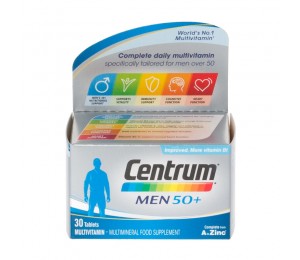 World's No.1
Multivitamin*
Complete daily multivitamin
specifically tailored for men over 50
Improved. More vitamin D!
Centrum
MEN 50+
30 Tablets
MULTIVITAMIN - MULTIMINERAL FOOD SUPPLEMENT
Complete from
A to Zinc